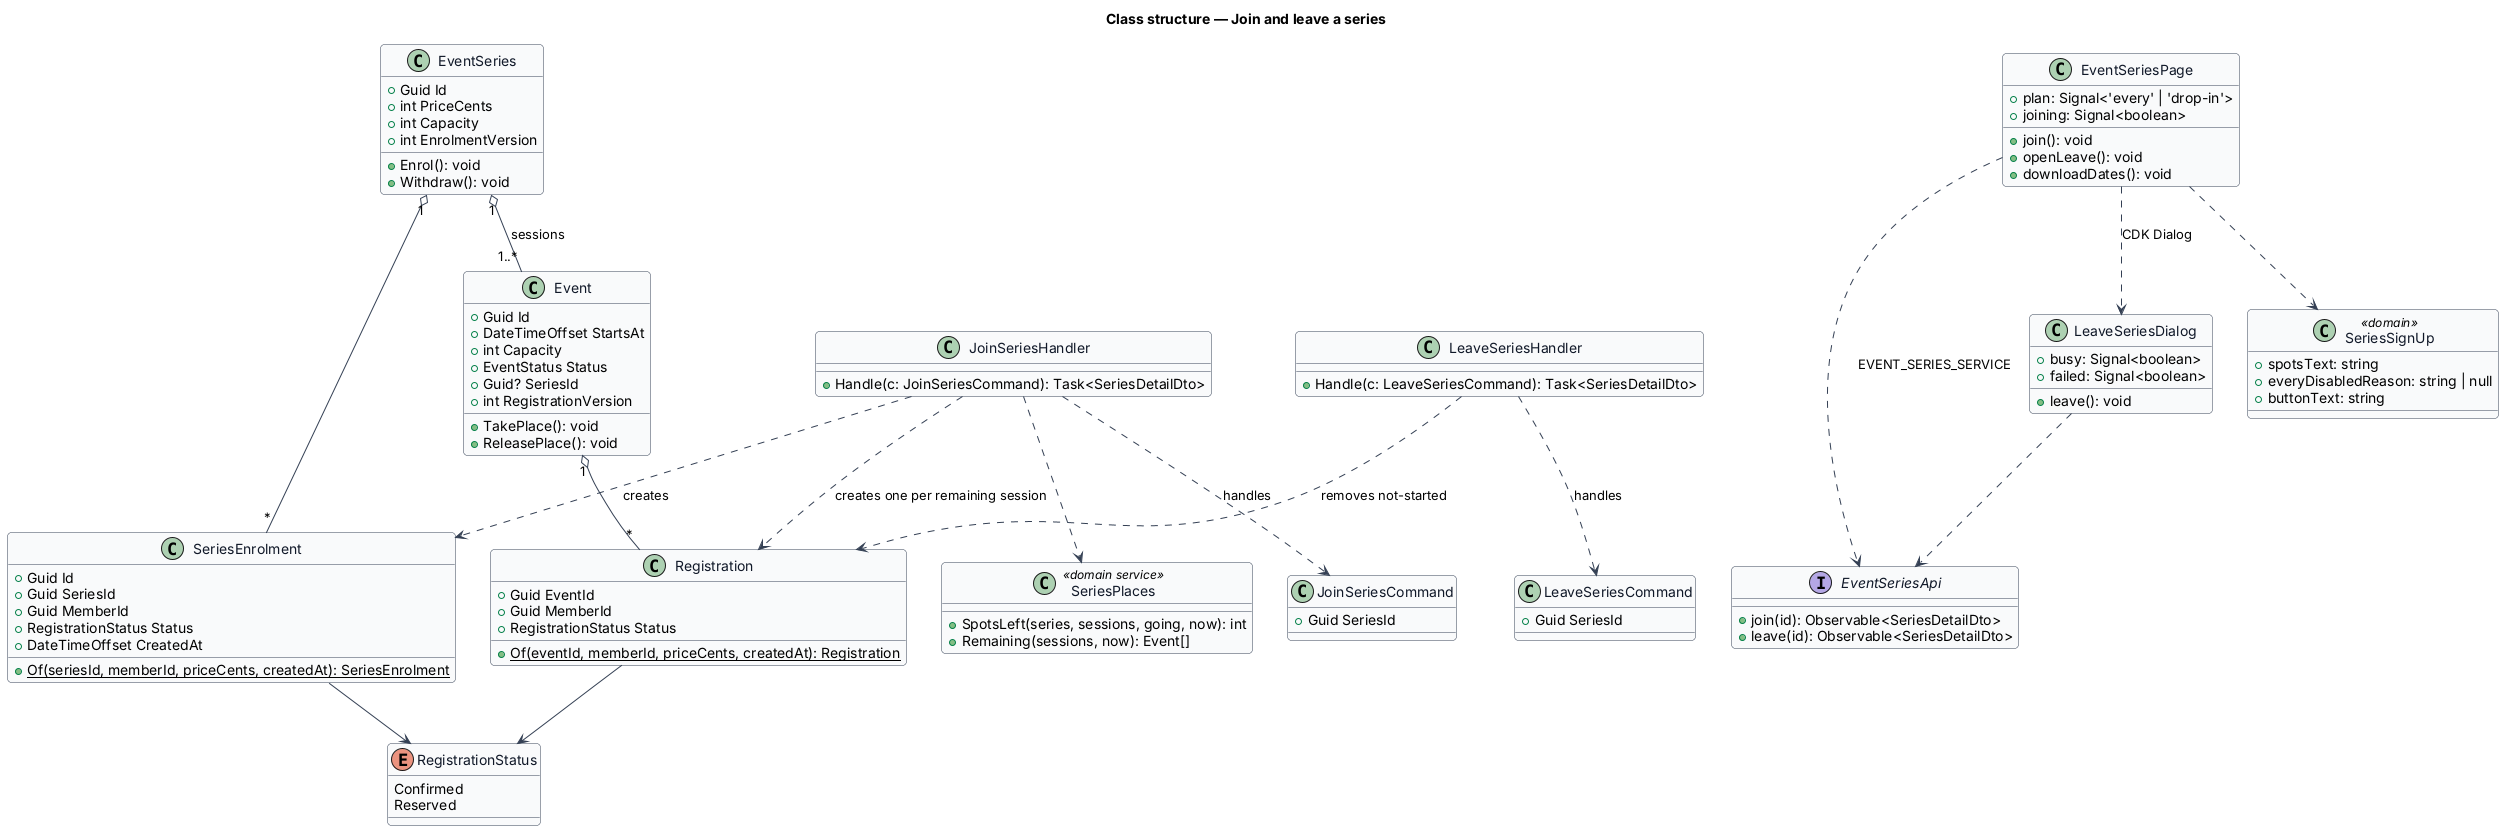 Class structure — Join and leave a series
C EventSeries
Guid Id
int PriceCents
int Capacity
int EnrolmentVersion
Enrol(): void
Withdraw(): void
C EventSeriesPage
plan: Signal<'every' | 'drop-in'>
joining: Signal<boolean>
join(): void
openLeave(): void
downloadDates(): void
1
1
sessions
1..*
CDK Dialog
C Event
Guid Id
DateTimeOffset StartsAt
int Capacity
EventStatus Status
Guid? SeriesId
int RegistrationVersion
TakePlace(): void
ReleasePlace(): void
C JoinSeriesHandler
Handle(c: JoinSeriesCommand): Task<SeriesDetailDto>
C LeaveSeriesHandler
Handle(c: LeaveSeriesCommand): Task<SeriesDetailDto>
EVENT_SERIES_SERVICE
C LeaveSeriesDialog
busy: Signal<boolean>
failed: Signal<boolean>
leave(): void
«domain»
C SeriesSignUp
spotsText: string
everyDisabledReason: string | null
buttonText: string
1
creates
creates one per remaining session
handles
removes not-started
handles
*
*
C SeriesEnrolment
Guid Id
Guid SeriesId
Guid MemberId
RegistrationStatus Status
DateTimeOffset CreatedAt
Of(seriesId, memberId, priceCents, createdAt): SeriesEnrolment
C Registration
Guid EventId
Guid MemberId
RegistrationStatus Status
Of(eventId, memberId, priceCents, createdAt): Registration
«domain service»
C SeriesPlaces
SpotsLeft(series, sessions, going, now): int
Remaining(sessions, now): Event[]
C JoinSeriesCommand
Guid SeriesId
C LeaveSeriesCommand
Guid SeriesId
I EventSeriesApi
join(id): Observable<SeriesDetailDto>
leave(id): Observable<SeriesDetailDto>
E RegistrationStatus
Confirmed
Reserved